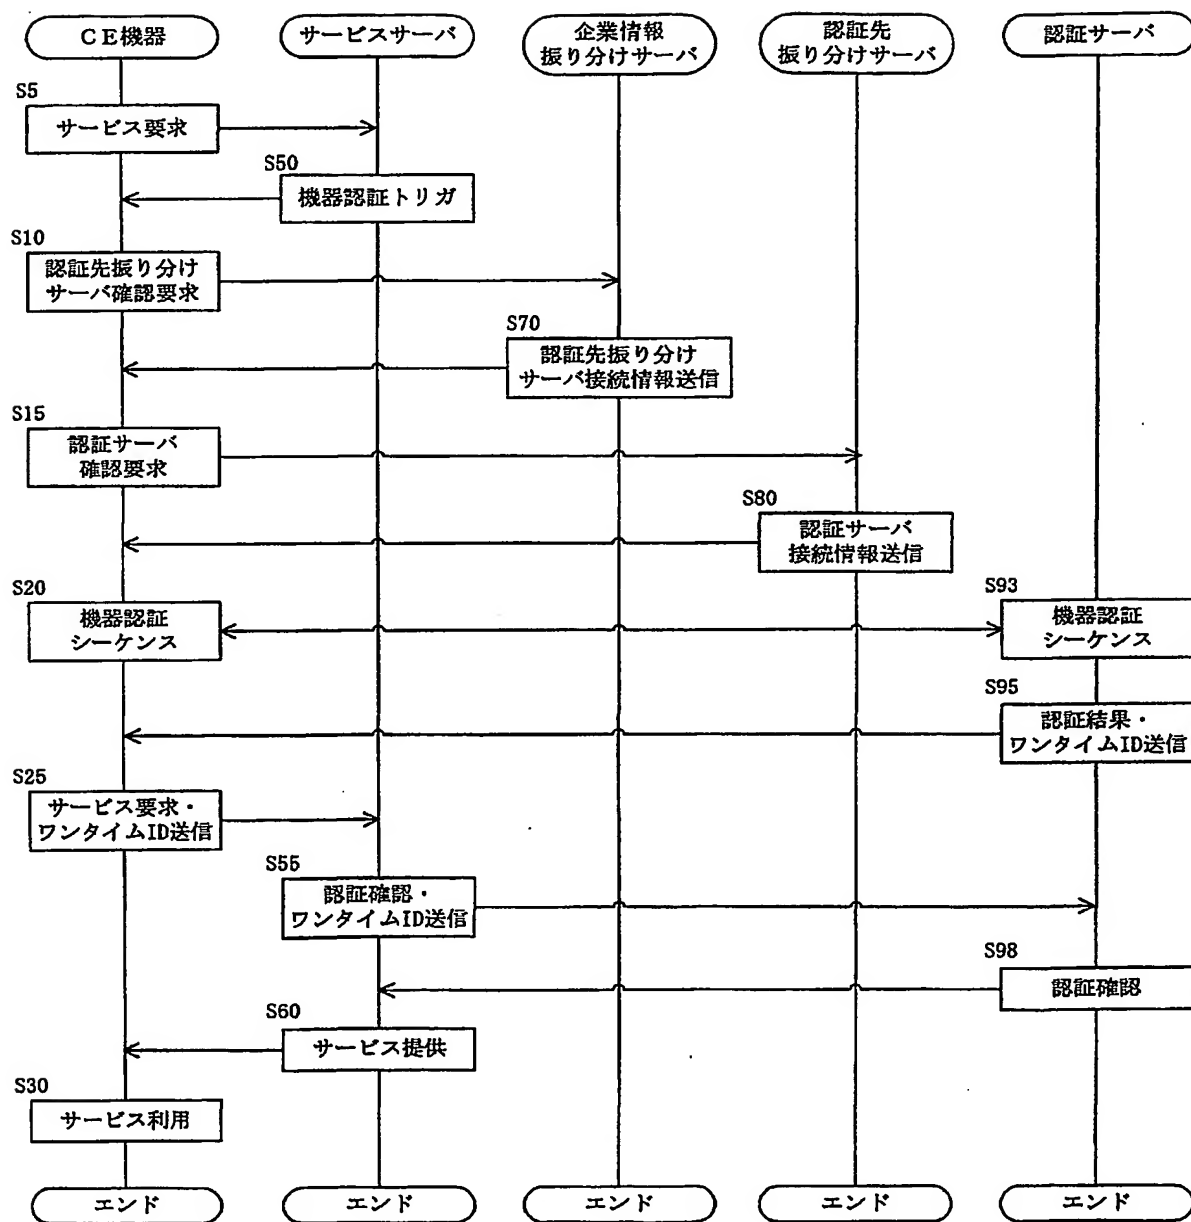 CE機器
サービスサーバ
企業情報
振り分けサーバ
認証先
振り分けサーバ
認証サーバ
S5
サービス要求
S50
機器認証トリガ
S10
認証先振り分け
サーバ確認要求
S70
認証先振り分け
サーバ接続情報送信
S15
認証サーバ
確認要求
S80
認証サーバ
接続情報送信
S20
機器認証
シーケンス
S93
機器認証
シーケンス
S95
認証結果・
ワンタイムID送信
S25
サービス要求・
ワンタイムID送信
S55
認証確認・
ワンタイムID送信
S98
認証確認
S60
サービス提供
S30
サービス利用
エンド
エンド
エンド
エンド
エンド